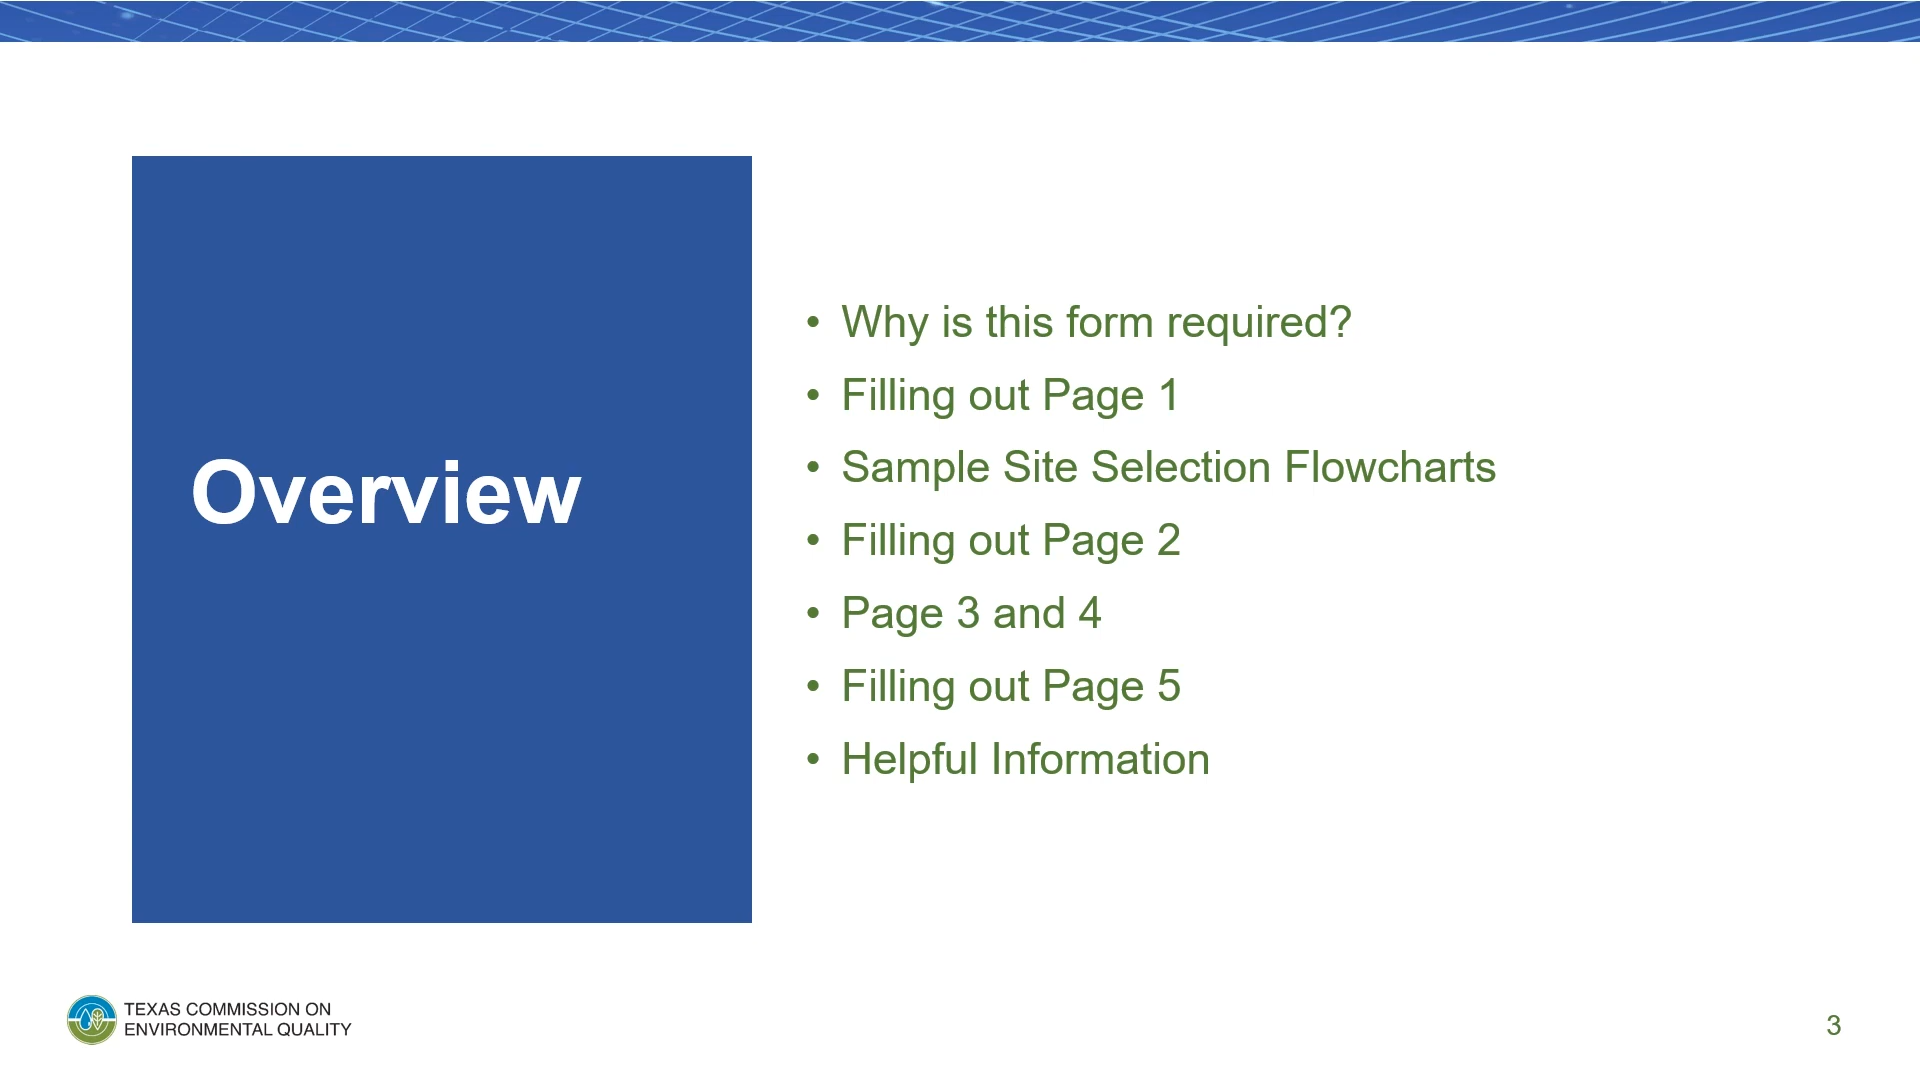 Overview
• Why is this form required?
• Filling out Page 1
• Sample Site Selection Flowcharts
• Filling out Page 2
• Page 3 and 4
• Filling out Page 5
• Helpful Information
TEXAS COMMISSION ON
ENVIRONMENTAL QUALITY
3